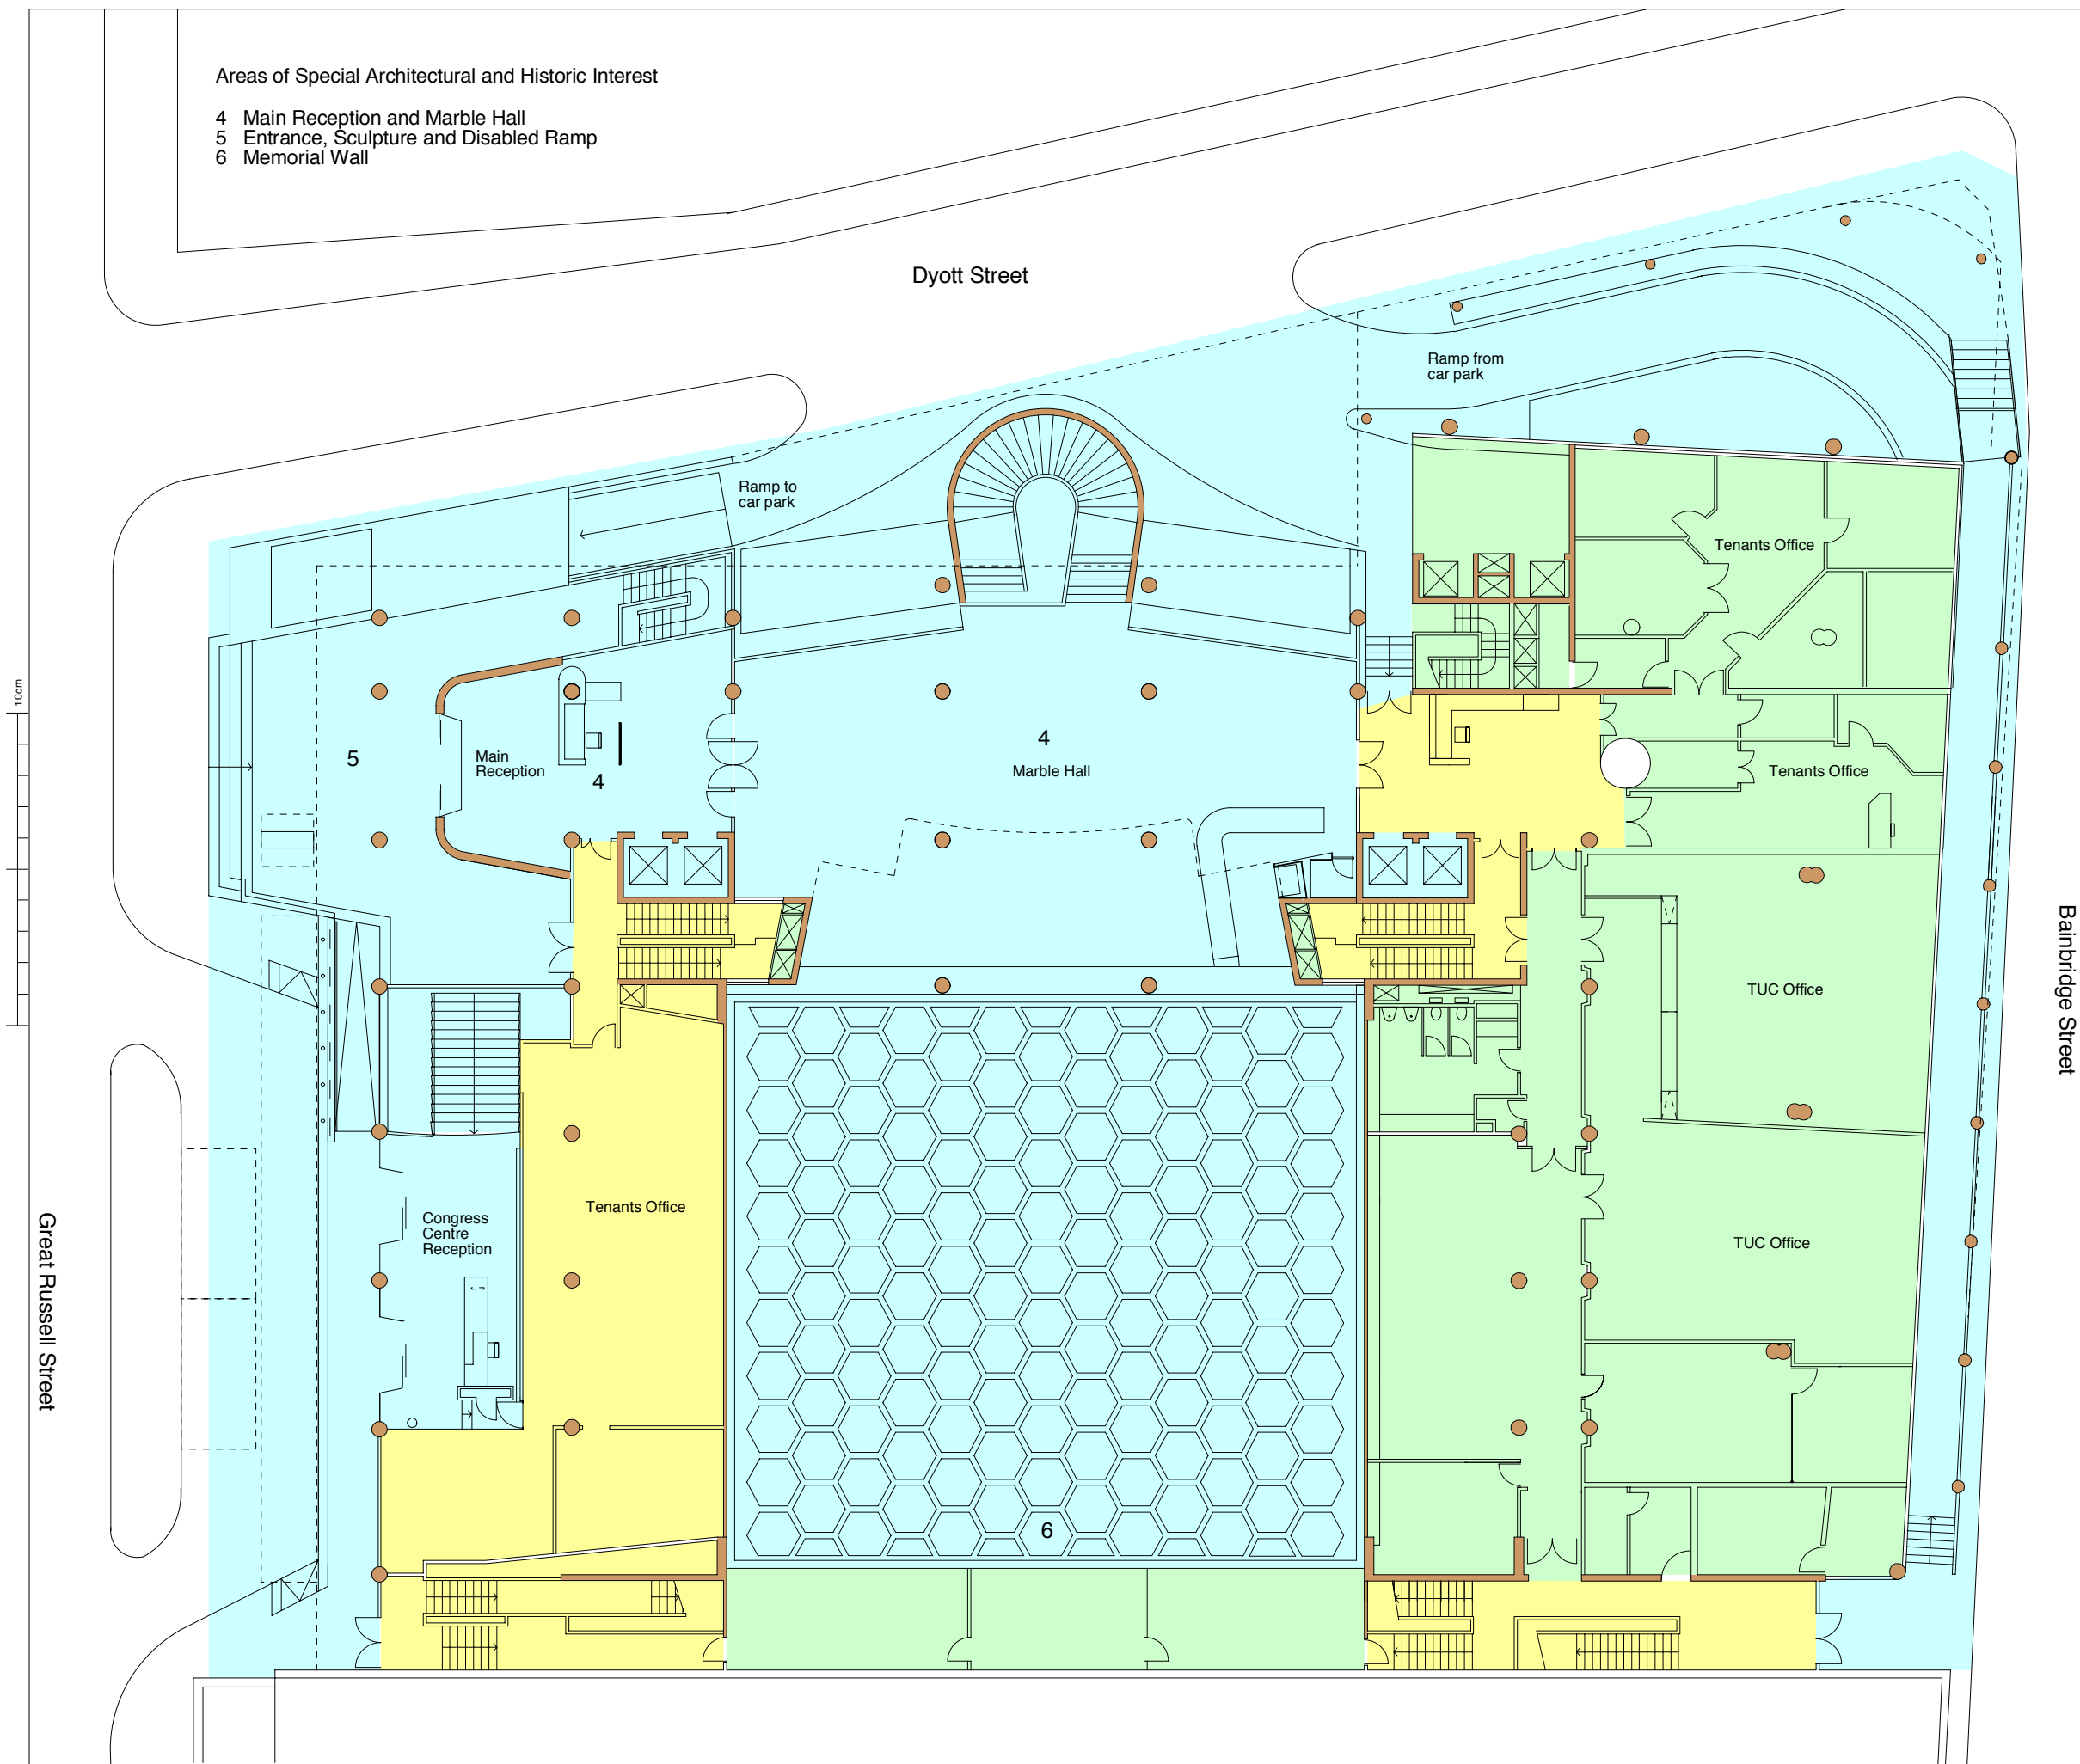 Areas of Special Architectural and Historic Interest
4 Main Reception and Marble Hall
5 Entrance, Sculpture and Disabled Ramp
6 Memorial Wall
Dyott Street
Ramp from
car park
Ramp to
car park
Tenants Office
10cm
5
Main
Reception
4
4
Marble Hall
Tenants Office
Bainbridge Street
TUC Office
Great Russell Street
Congress
Centre
Reception
Tenants Office
TUC Office
6